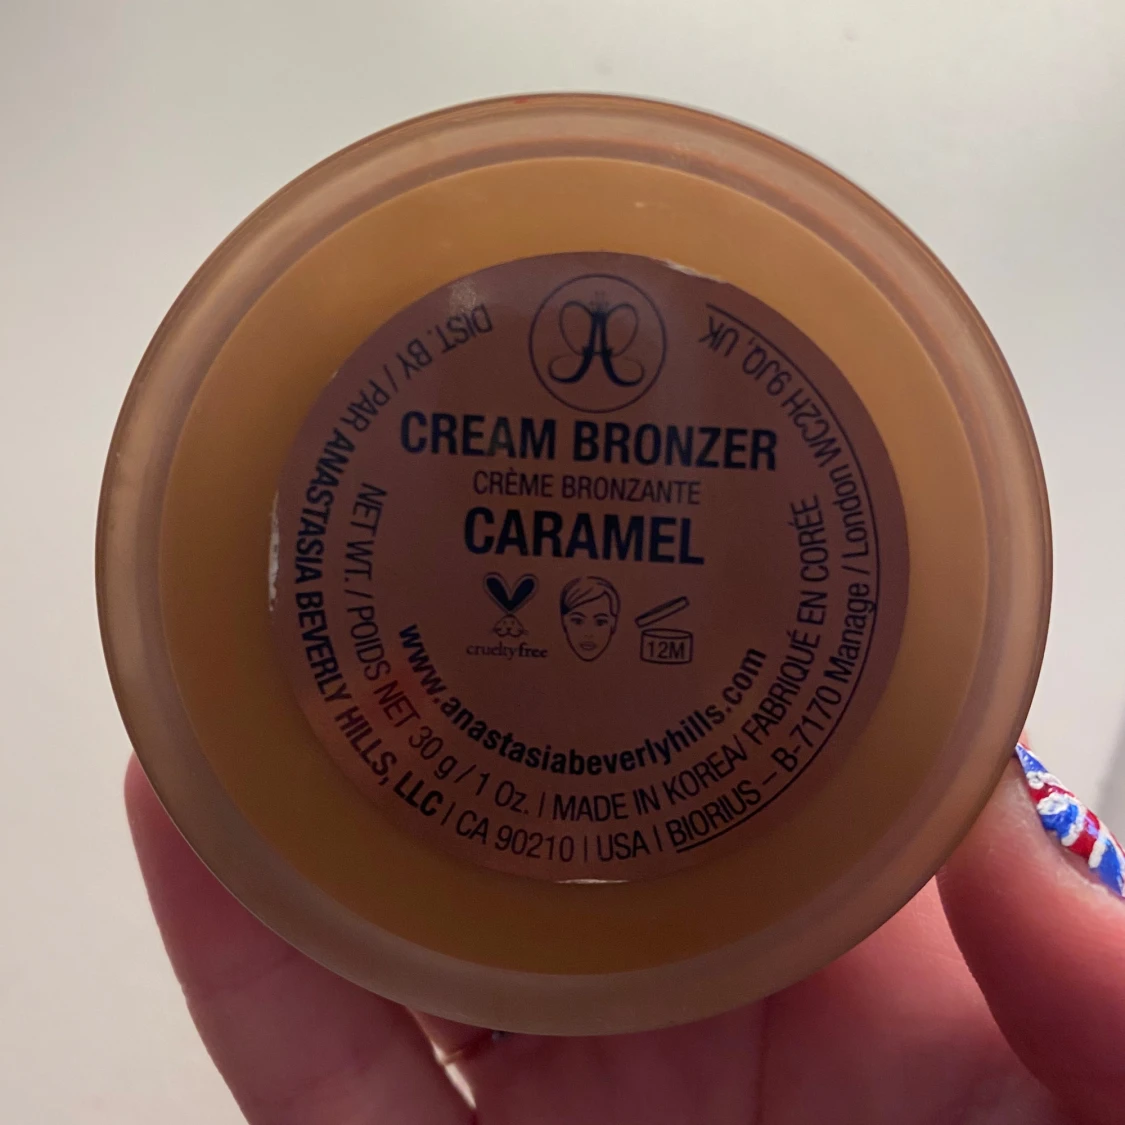 CREAM BRONZER
CRÈME BRONZANTE
CARAMEL
crueltyfree
12M
www.anastasiabeverlyhills.com
NET WT. / POIDS NET 30 g / 1 Oz. | MADE IN KOREA/ FABRIQUÉ EN CORÉE
DIST. BY / PAR ANASTASIA BEVERLY HILLS, LLC | CA 90210 | USA | BIORIUS – B-7170 Manage / London WC2H 9JQ, UK